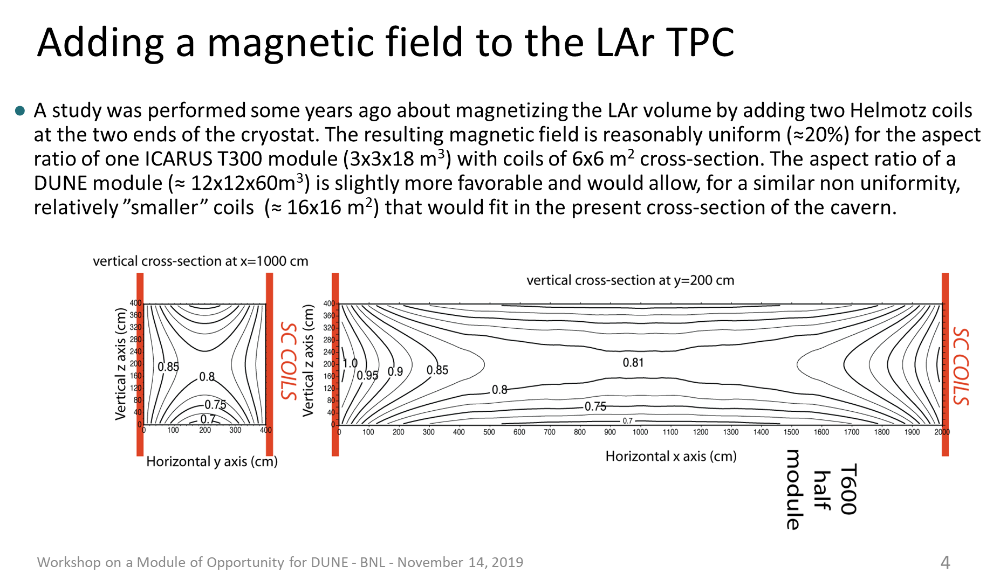 Adding a magnetic field to the LAr TPC
● A study was performed some years ago about magnetizing the LAr volume by adding two Helmotz coils
at the two ends of the cryostat. The resulting magnetic field is reasonably uniform (≈20%) for the aspect
ratio of one ICARUS T300 module (3x3x18 m³) with coils of 6x6 m² cross-section. The aspect ratio of a
DUNE module (≈ 12x12x60m³) is slightly more favorable and would allow, for a similar non uniformity,
relatively ”smaller” coils (≈ 16x16 m²) that would fit in the present cross-section of the cavern.
vertical cross-section at x=1000 cm
Vertical z axis (cm)
400
360
320
280
240
200
160
120
80
40
0
0.85
0.8
0.75
0.7
0 100 200 300 400
Horizontal y axis (cm)
SC COILS
vertical cross-section at y=200 cm
Vertical z axis (cm)
400
360
320
280
240
200
160
120
80
40
0
1.0
0.95
0.9
0.85
0.81
0.8
0.75
0.7
0 100 200 300 400 500 600 700 800 900 1000 1100 1200 1300 1400 1500 1600 1700 1800 1900 2000
Horizontal x axis (cm)
SC COILS
T600
half
module
Workshop on a Module of Opportunity for DUNE - BNL - November 14, 2019
4